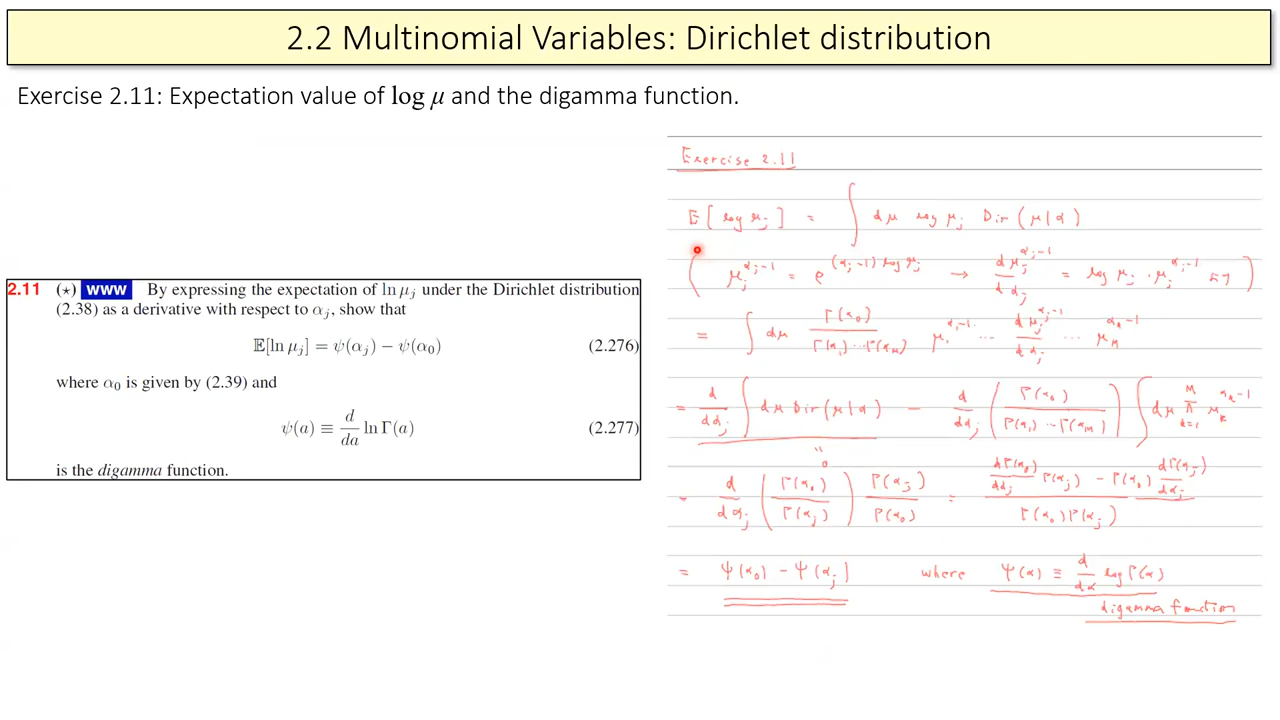 2.2 Multinomial Variables: Dirichlet distribution
Exercise 2.11: Expectation value of log μ and the digamma function.
2.11 (⋆) www By expressing the expectation of ln μ_j under the Dirichlet distribution
(2.38) as a derivative with respect to α_j, show that
𝔼[ln μ_j] = ψ(α_j) − ψ(α_0) (2.276)
where α_0 is given by (2.39) and
ψ(a) ≡ d/da ln Γ(a) (2.277)
is the digamma function.
Exercise 2.11
E[log μ_j] = ∫ dμ log μ_j Dir(μ|α)
( μ_j^{α_j−1} = e^{(α_j−1) log μ_j} → dμ_j^{α_j−1}/dα_j = log μ_j · μ_j^{α_j−1} より )
= ∫ dμ Γ(α_0)/Γ(α_1)···Γ(α_M) μ_1^{α_1−1} ··· dμ_j^{α_j−1}/dα_j ··· μ_M^{α_k−1}
= d/dα_j ∫ dμ Dir(μ|α) − d/dα_j ( Γ(α_0)/Γ(α_1)···Γ(α_M) ) ∫ dμ Π_{k=1}^{M} μ_k^{α_k−1}
" 0
- d/dα_j ( Γ(α_0)/Γ(α_j) ) Γ(α_j)/Γ(α_0) = ( dΓ(α_0)/dα_j Γ(α_j) − Γ(α_0) dΓ(α_j)/dα_j ) / Γ(α_0)Γ(α_j)
= ψ(α_0) − ψ(α_j) where ψ(α) ≡ d/dα log Γ(α)
digamma function